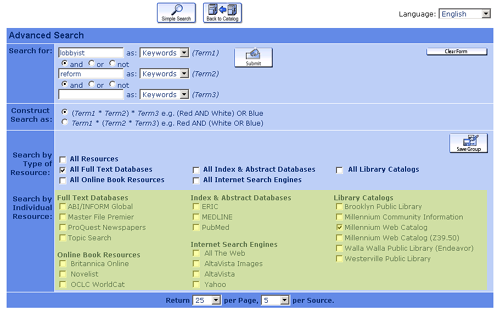 Simple Search
Back to Catalog
Language: English
Advanced Search
Search for: lobbyist as: Keywords (Term1)
Submit
Clear Form
and or not
reform as: Keywords (Term2)
and or not
as: Keywords (Term3)
Construct Search as:
(Term1 * Term2) * Term3 e.g. (Red AND White) OR Blue
Term1 * (Term2 * Term3) e.g. Red AND (White OR Blue)
Save Group
Search by Type of Resource:
All Resources
All Full Text Databases All Index & Abstract Databases All Library Catalogs
All Online Book Resources All Internet Search Engines
Search by Individual Resource:
Full Text Databases
ABI/INFORM Global
Master File Premier
ProQuest Newspapers
Topic Search
Online Book Resources
Britannica Online
Novelist
OCLC WorldCat
Index & Abstract Databases
ERIC
MEDLINE
PubMed
Internet Search Engines
All The Web
AltaVista Images
AltaVista
Yahoo
Library Catalogs
Brooklyn Public Library
Millennium Community Information
Millennium Web Catalog
Millennium Web Catalog (Z39.50)
Walla Walla Public Library (Endeavor)
Westerville Public Library
Return 25 per Page, 5 per Source.